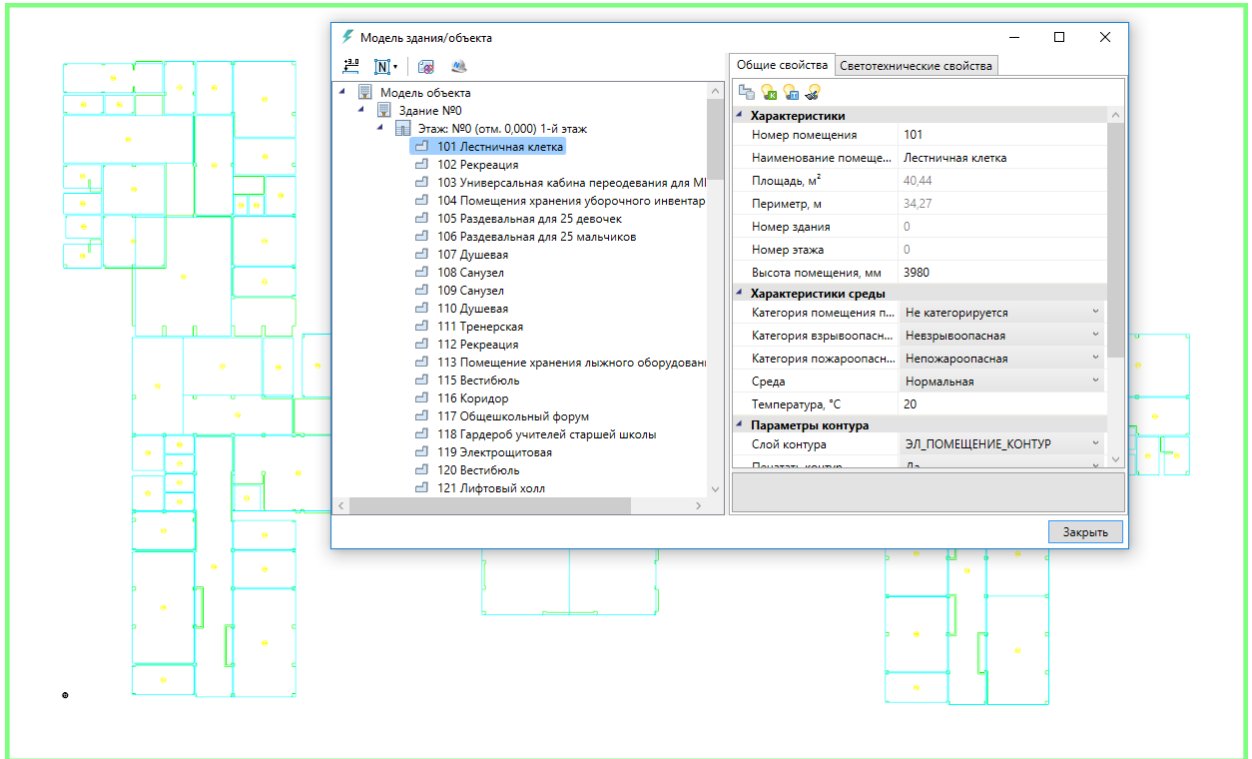 Модель здания/объекта
Модель объекта
Здание №0
Этаж: №0 (отм. 0,000) 1-й этаж
101 Лестничная клетка
102 Рекреация
103 Универсальная кабина переодевания для МГ
104 Помещения хранения уборочного инвентар
105 Раздевальная для 25 девочек
106 Раздевальная для 25 мальчиков
107 Душевая
108 Санузел
109 Санузел
110 Душевая
111 Тренерская
112 Рекреация
113 Помещение хранения лыжного оборудован
115 Вестибюль
116 Коридор
117 Общешкольный форум
118 Гардероб учителей старшей школы
119 Электрощитовая
120 Вестибюль
121 Лифтовый холл
Общие свойства Светотехнические свойства
Характеристики
Номер помещения 101
Наименование помеще... Лестничная клетка
Площадь, м² 40,44
Периметр, м 34,27
Номер здания 0
Номер этажа 0
Высота помещения, мм 3980
Характеристики среды
Категория помещения п... Не категорируется
Категория взрывоопасн... Невзрывоопасная
Категория пожароопасн... Непожароопасная
Среда Нормальная
Температура, °C 20
Параметры контура
Слой контура ЭЛ_ПОМЕЩЕНИЕ_КОНТУР
Печатать контур Да
Закрыть